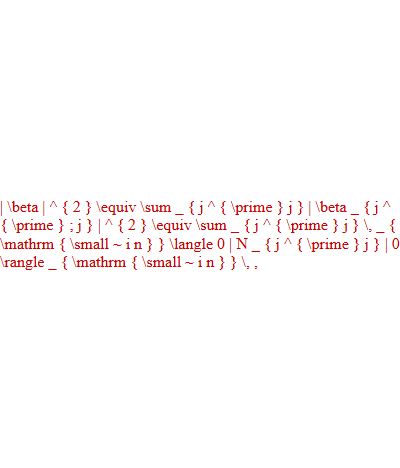 | \beta | ^ { 2 } \equiv \sum _ { j ^ { \prime } j } | \beta _ { j ^
{ \prime } ; j } | ^ { 2 } \equiv \sum _ { j ^ { \prime } j } \, _ {
\mathrm { \small ~ i n } } \langle 0 | N _ { j ^ { \prime } j } | 0
\rangle _ { \mathrm { \small ~ i n } } \, ,